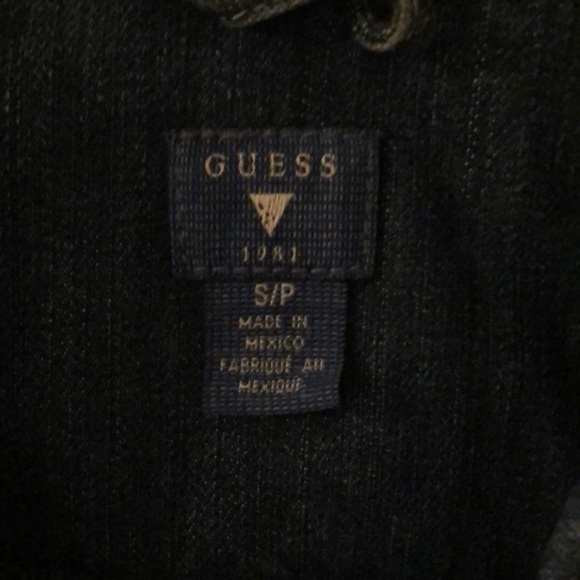 GUESS
1981
S/P
MADE IN
MEXICO
FABRIQUÉ AU
MEXIQUE